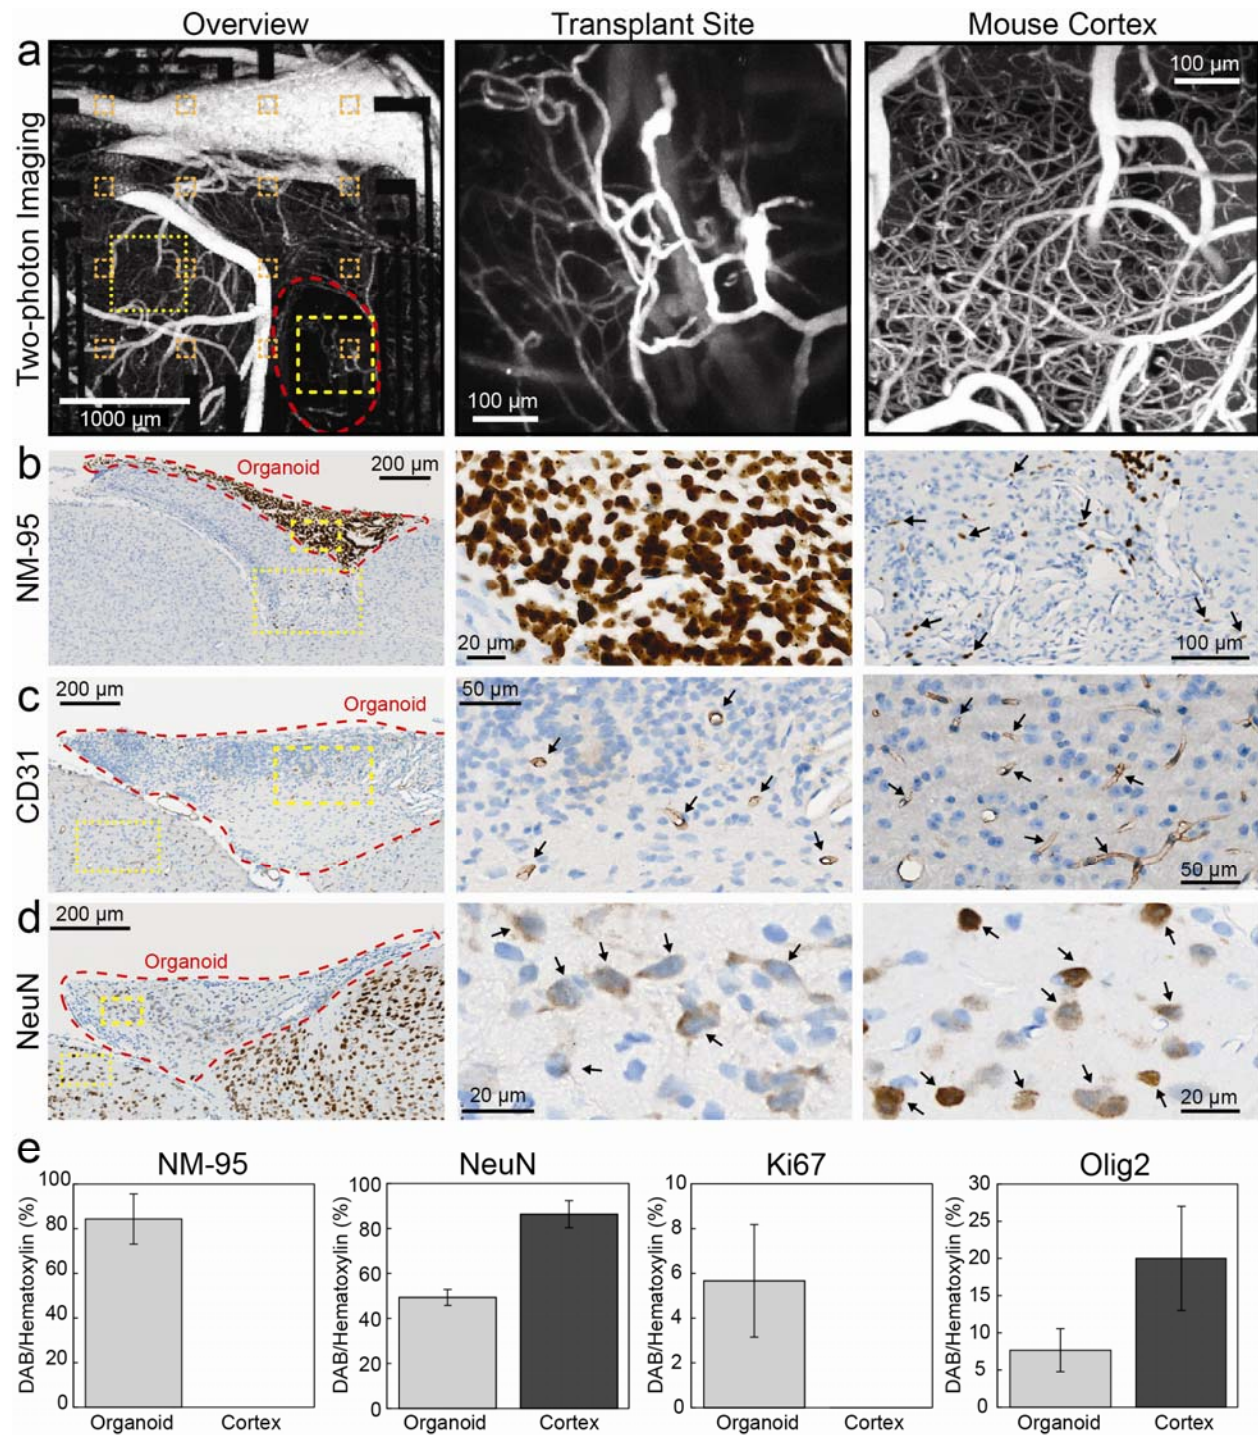 Overview
Transplant Site
Mouse Cortex
a
Two-photon Imaging
1000 µm
100 µm
100 µm
b
NM-95
Organoid
200 µm
20 µm
100 µm
c
CD31
200 µm
Organoid
50 µm
50 µm
d
NeuN
200 µm
Organoid
20 µm
20 µm
e
NM-95
DAB/Hematoxylin (%)
100
80
60
40
20
0
Organoid
Cortex
NeuN
DAB/Hematoxylin (%)
100
80
60
40
20
0
Organoid
Cortex
Ki67
DAB/Hematoxylin (%)
10
8
6
4
2
0
Organoid
Cortex
Olig2
DAB/Hematoxylin (%)
30
25
20
15
10
5
0
Organoid
Cortex